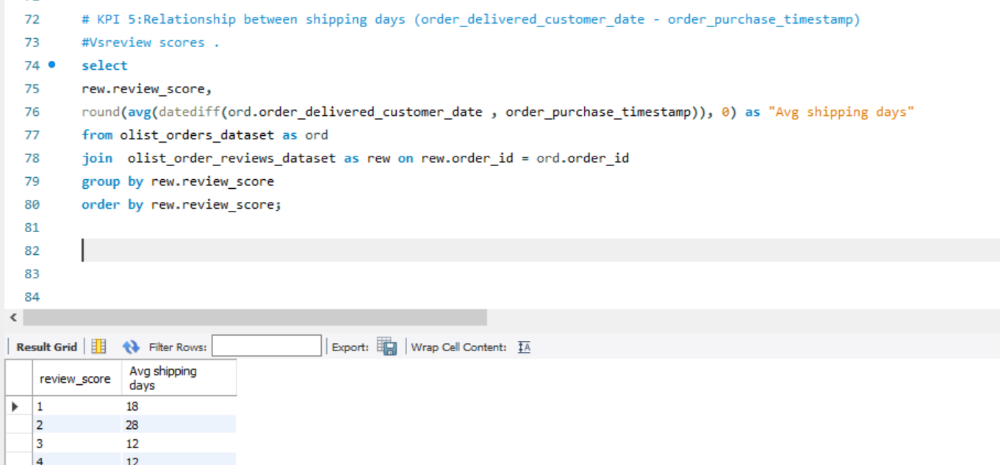 72 # KPI 5:Relationship between shipping days (order_delivered_customer_date - order_purchase_timestamp)
73 #Vsreview scores .
74 select
75 rew.review_score,
76 round(avg(datediff(ord.order_delivered_customer_date , order_purchase_timestamp)), 0) as "Avg shipping days"
77 from olist_orders_dataset as ord
78 join  olist_order_reviews_dataset as rew on rew.order_id = ord.order_id
79 group by rew.review_score
80 order by rew.review_score;
81
82
83
84
Result Grid Filter Rows: Export: Wrap Cell Content: IA
review_score Avg shipping
days
1 18
2 28
3 12
4 12